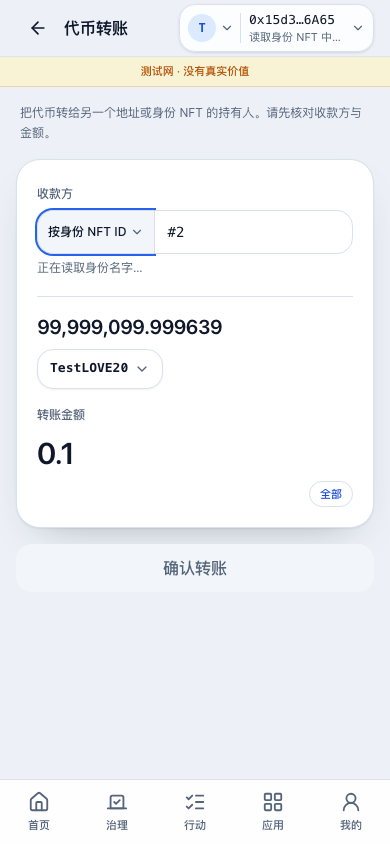 代币转账
T
0x15d3…6A65
读取身份 NFT 中…
测试网 · 没有真实价值
把代币转给另一个地址或身份 NFT 的持有人。请先核对收款方与
金额。
收款方
按身份 NFT ID
#2
正在读取身份名字…
99,999,099.999639
TestLOVE20
转账金额
0.1
全部
确认转账
首页
治理
行动
应用
我的